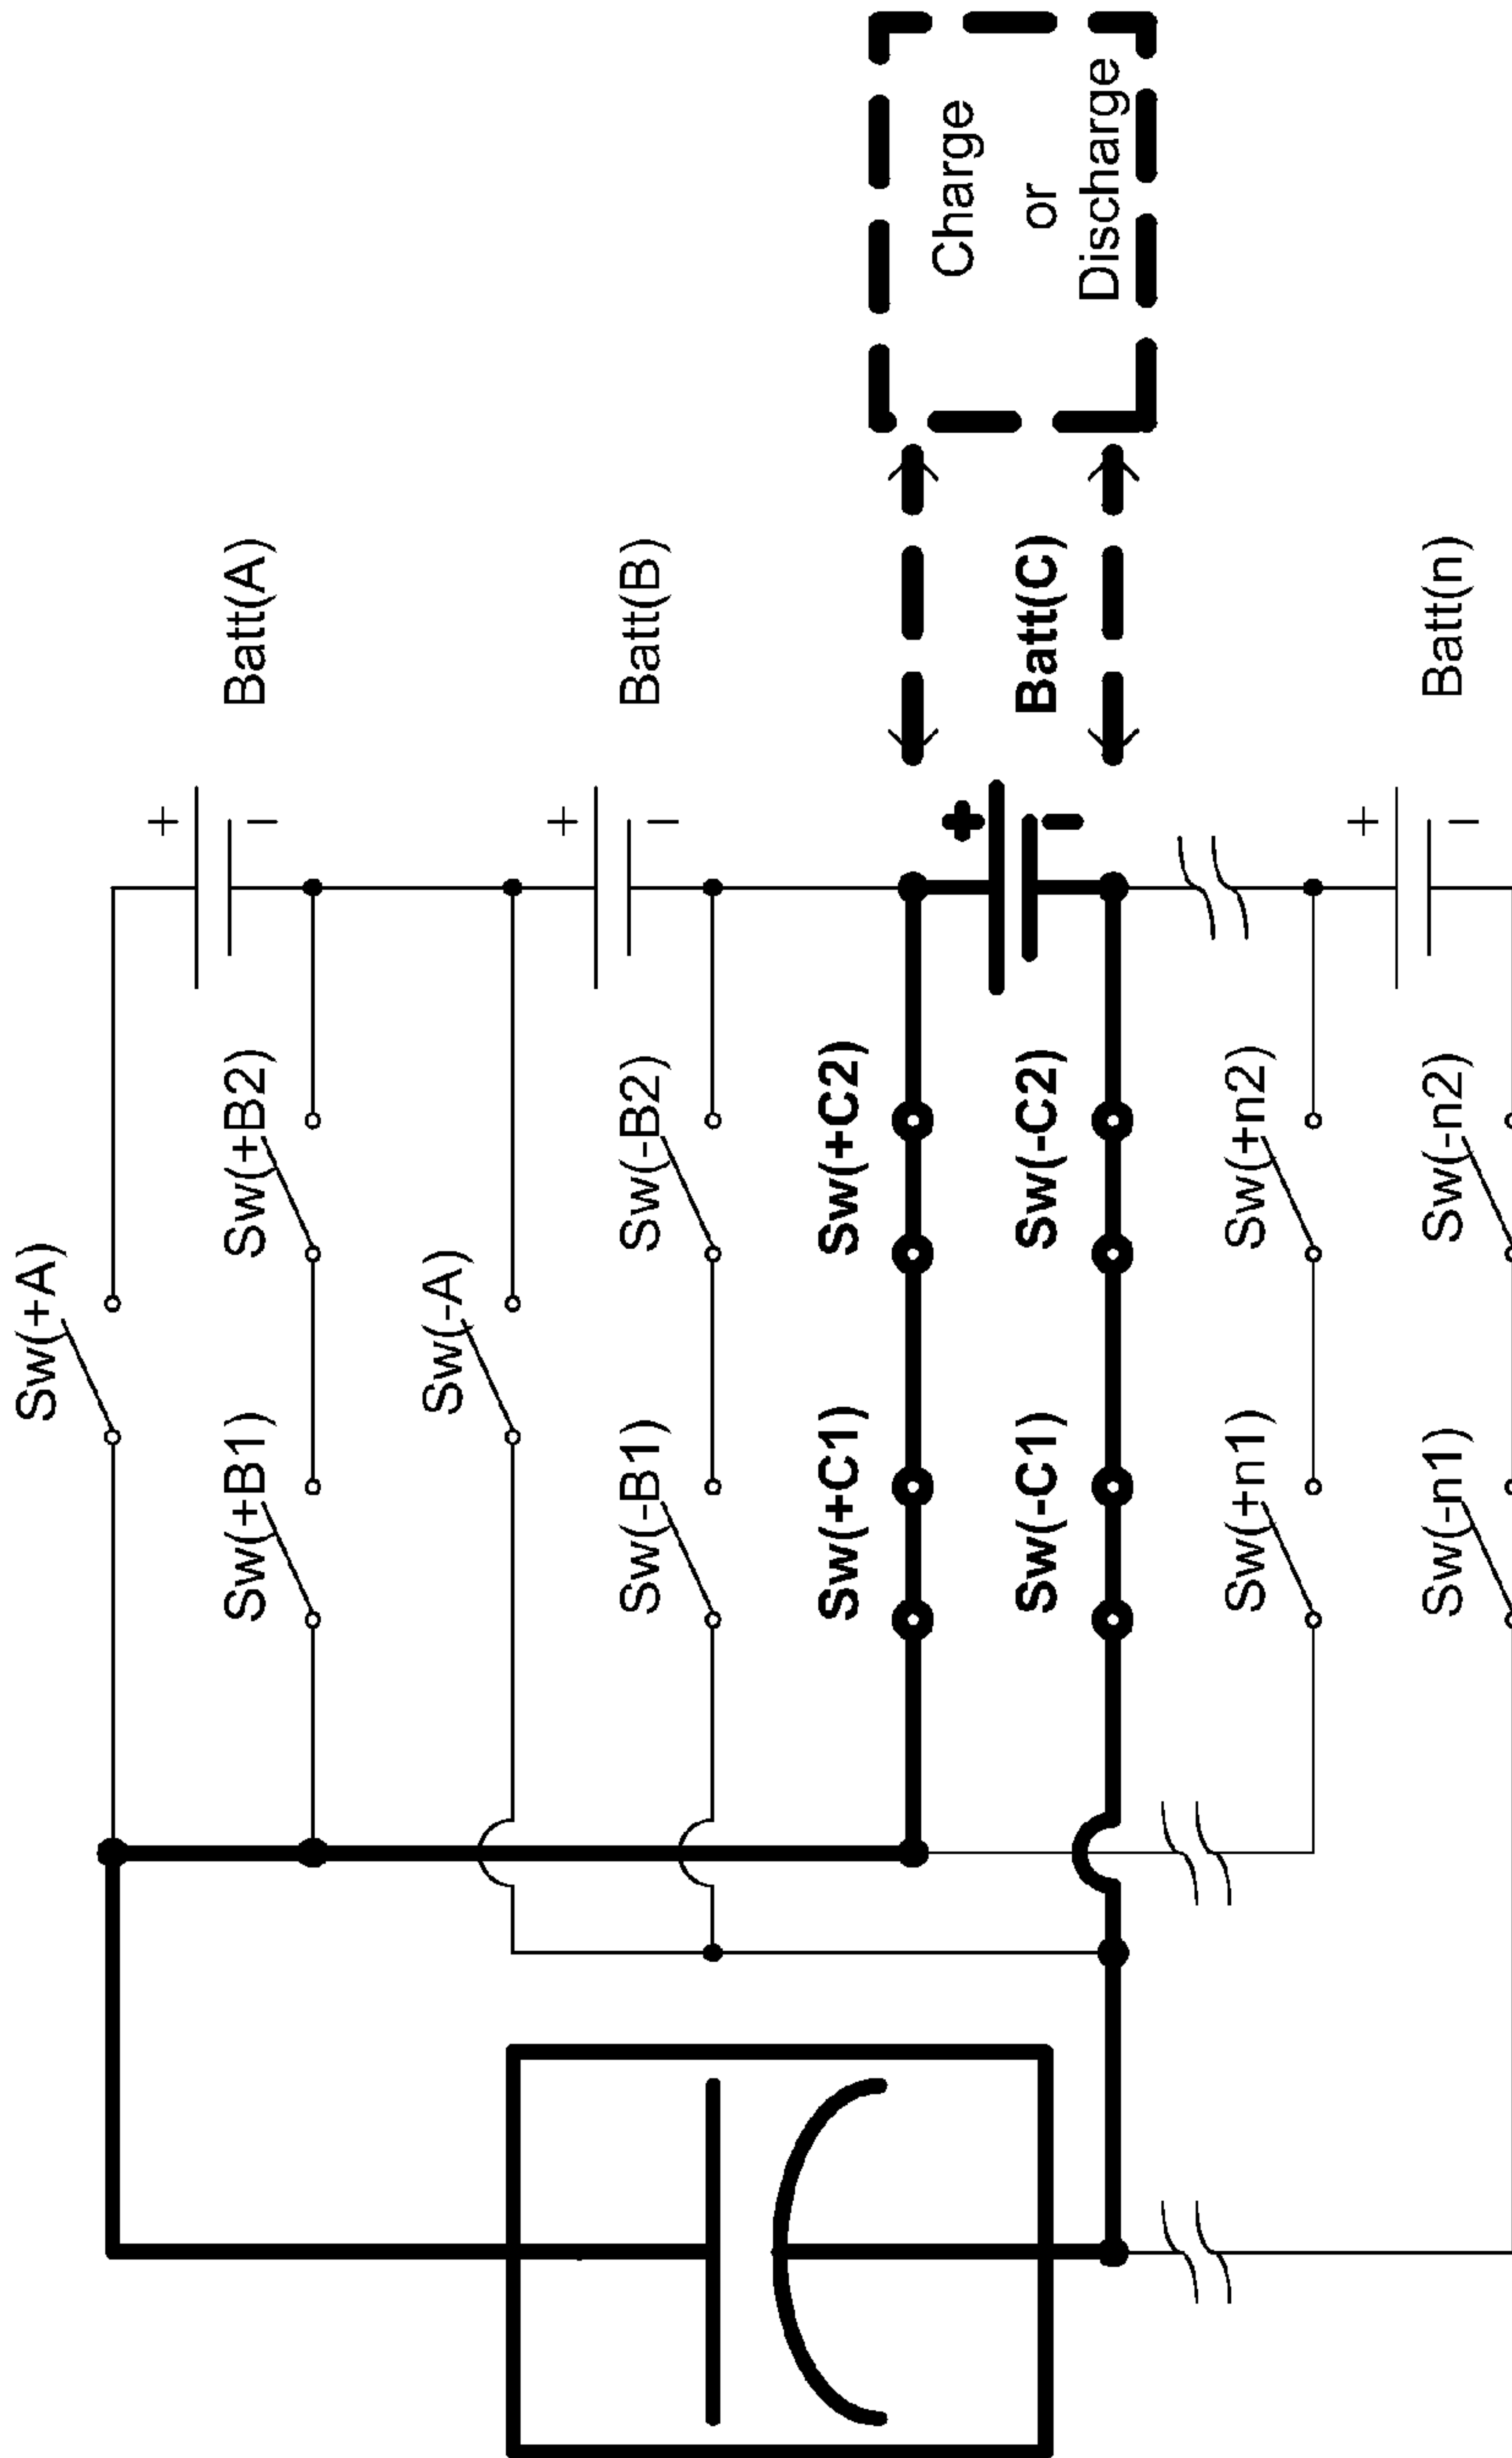 Sw(+A)
Sw(+B1) Sw(+B2) Batt(A)
Sw(-A)
Sw(-B1) Sw(-B2) Batt(B)
Sw(+C1) Sw(+C2)
Sw(-C1) Sw(-C2) Batt(C)
Charge
or
Discharge
Sw(+n1) Sw(+n2)
Sw(-n1) Sw(-n2) Batt(n)